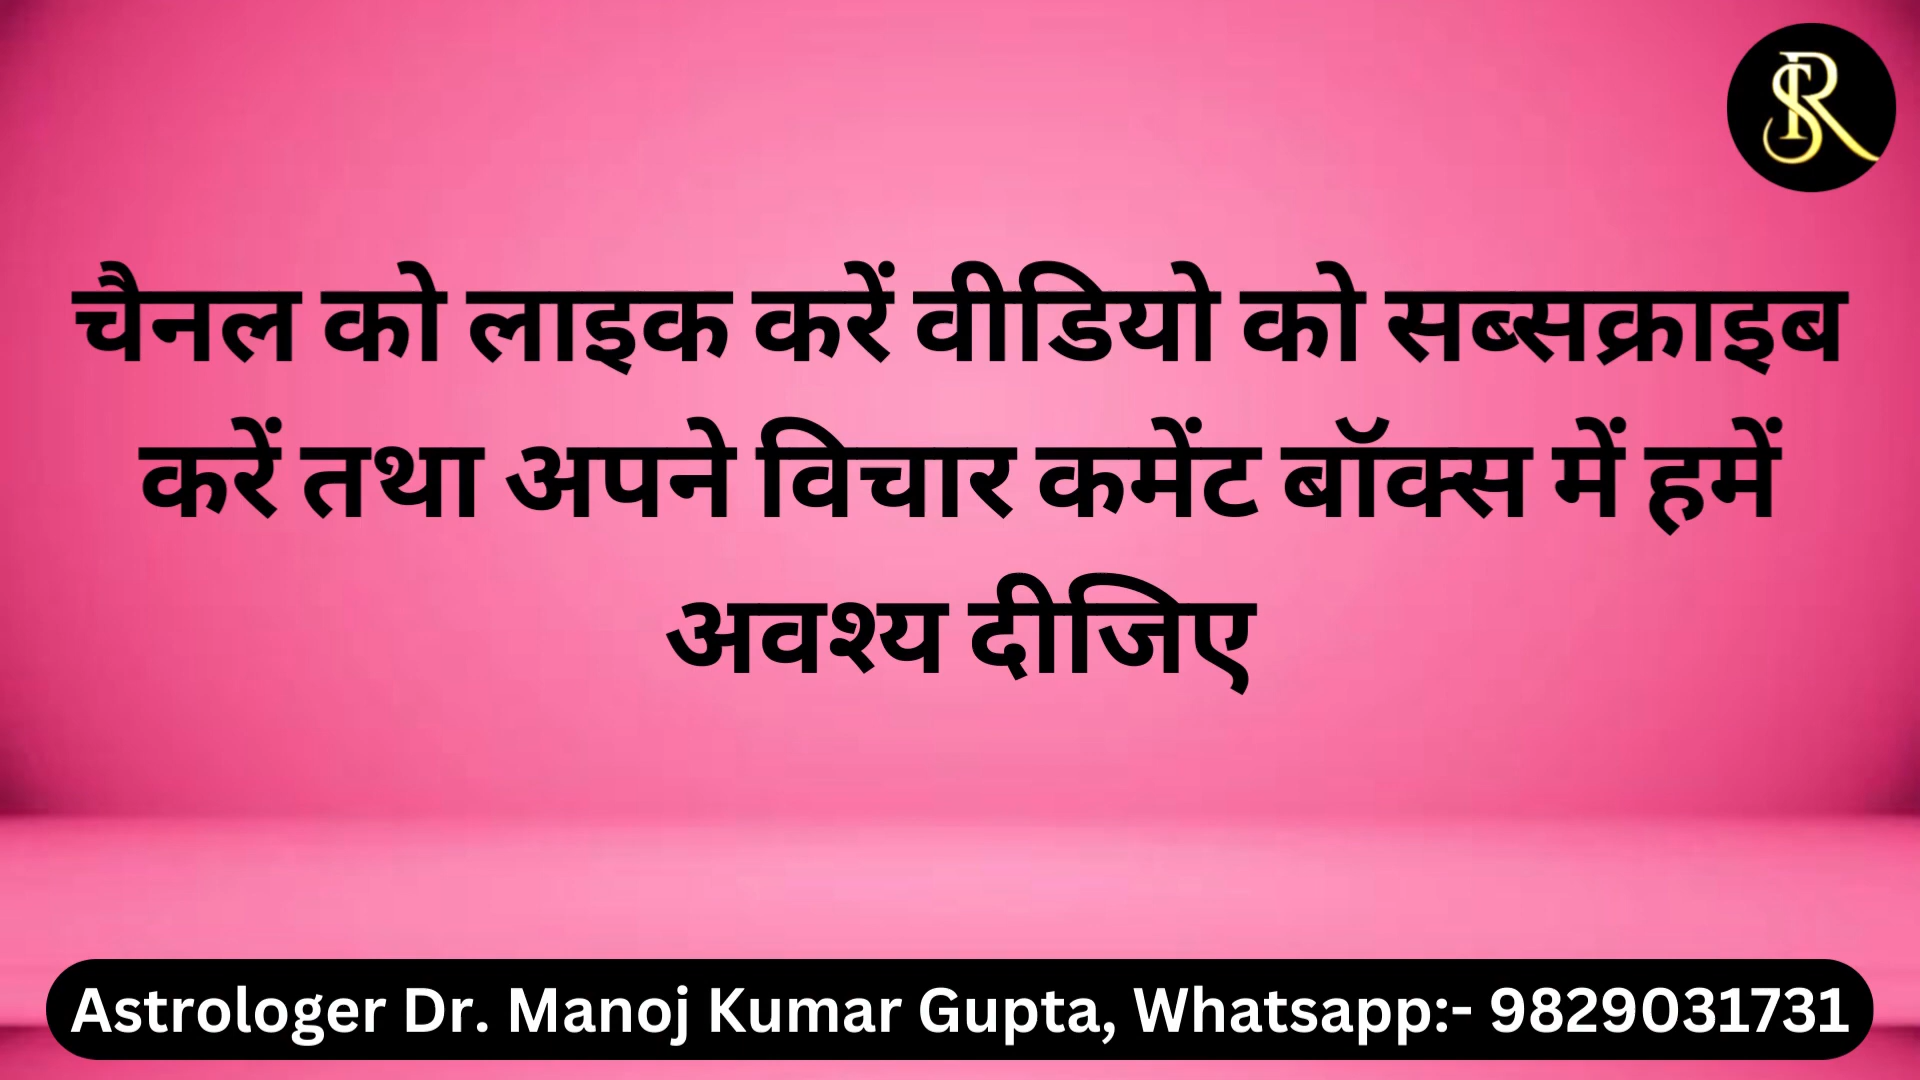 SR
चैनल को लाइक करें वीडियो को सब्सक्राइब
करें तथा अपने विचार कमेंट बॉक्स में हमें
अवश्य दीजिए
Astrologer Dr. Manoj Kumar Gupta, Whatsapp:- 9829031731